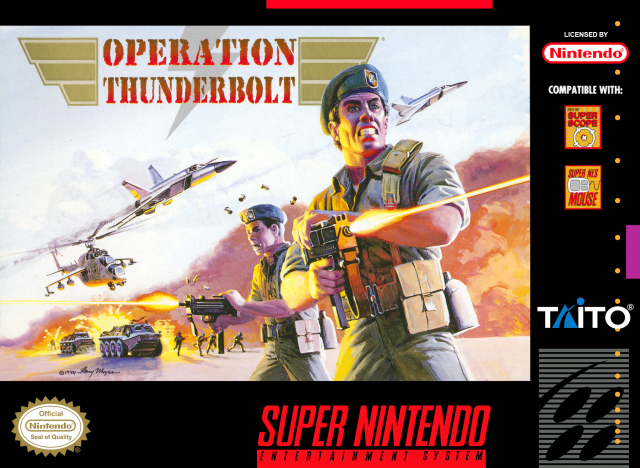 OPERATION
THUNDERBOLT
®
LICENSED BY
Nintendo®
COMPATIBLE WITH:
SUPER
SCOPE
SUPER NES
MOUSE
TAITO®
©1994
Official
Nintendo
Seal of Quality
®
SUPER NINTENDO
ENTERTAINMENT SYSTEM